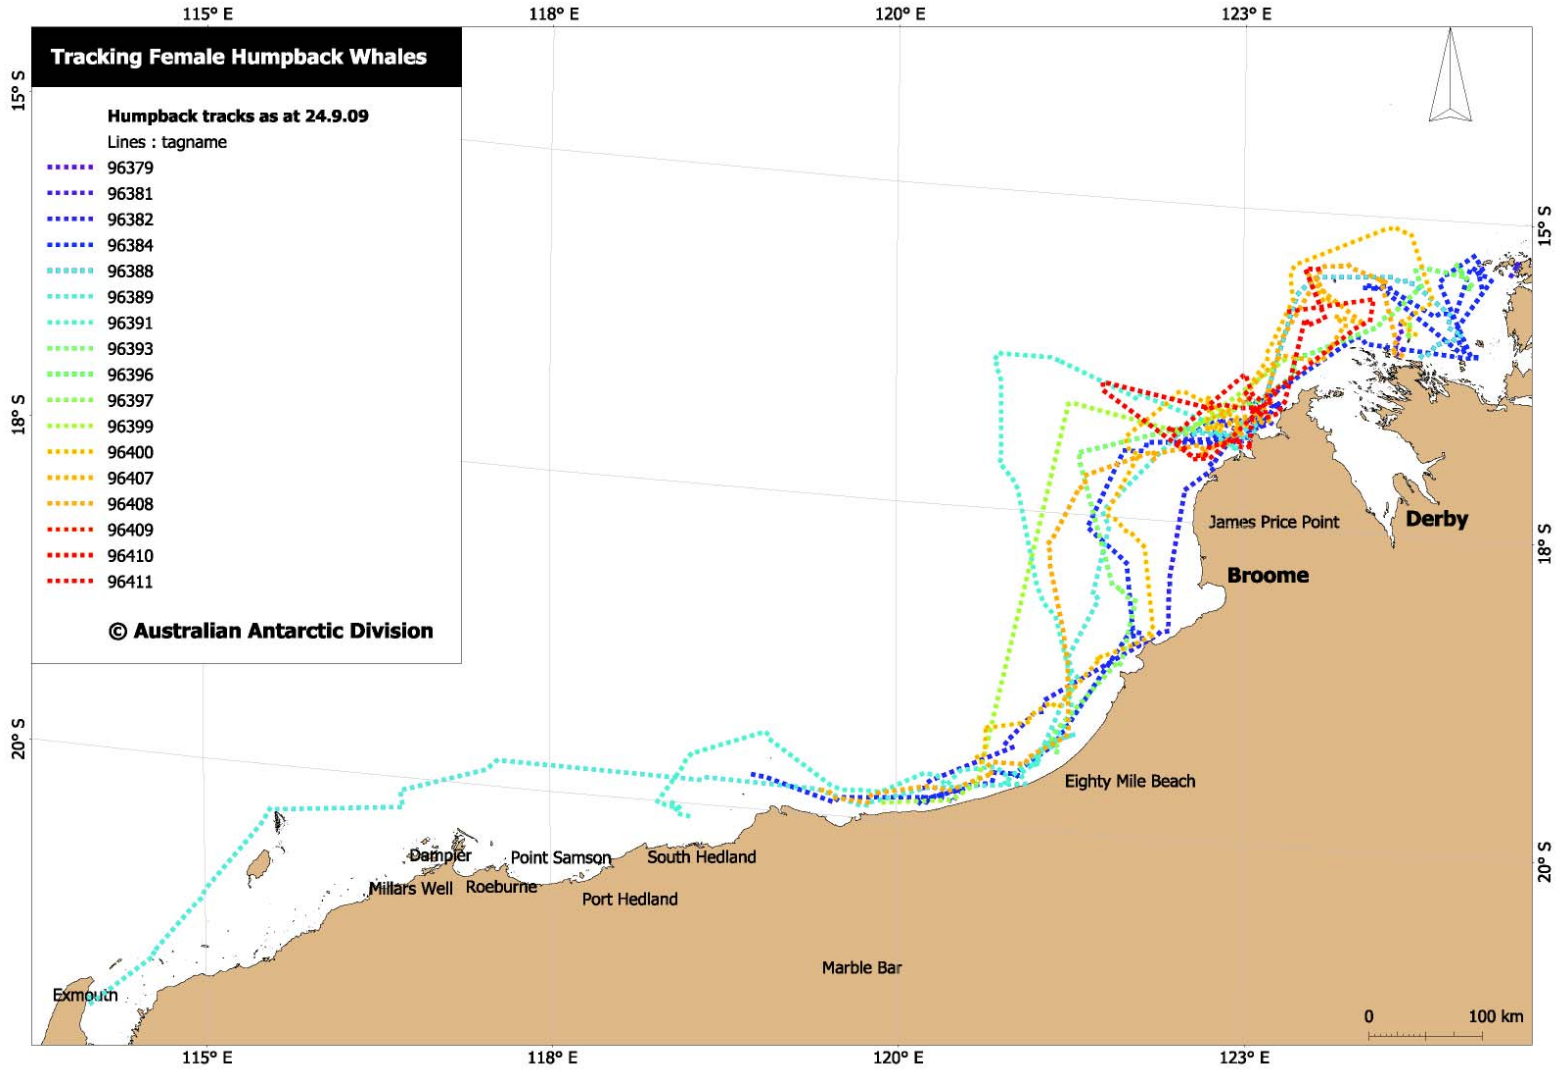 115° E 118° E 120° E 123° E
Tracking Female Humpback Whales
15° S
Humpback tracks as at 24.9.09
Lines : tagname
96379
96381
96382
15° S
96384
96388
96389
96391
96393
96396
96397
18° S
96399
96400
96407
96408
James Price Point
Derby
96409
18° S
96410
Broome
96411
© Australian Antarctic Division
20° S
Eighty Mile Beach
Dampler
Point Samson
South Hedland
20° S
Millars Well
Roeburne
Port Hedland
Marble Bar
Exmouth
0 100 km
115° E 118° E 120° E 123° E